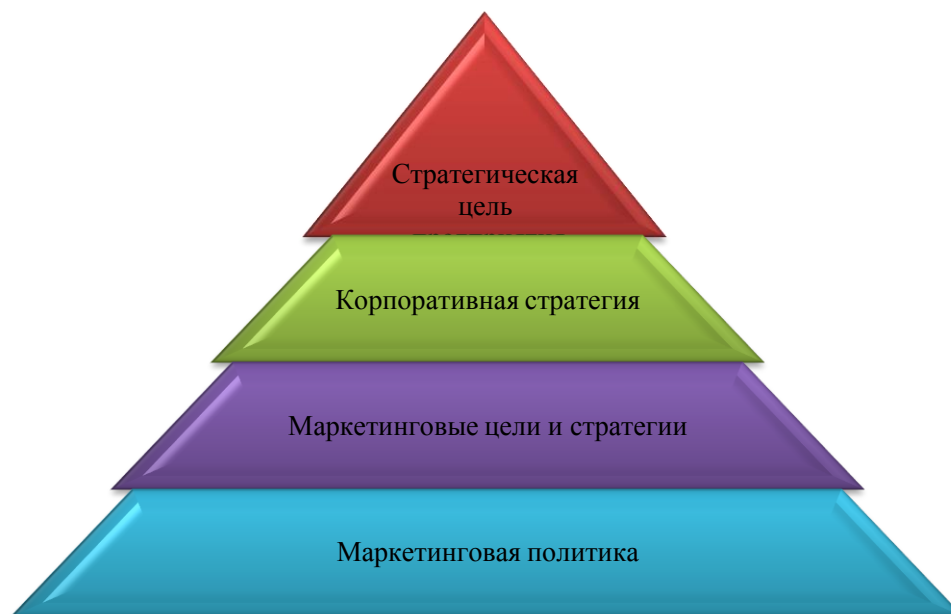 Стратегическая
цель
Корпоративная стратегия
Маркетинговые цели и стратегии
Маркетинговая политика